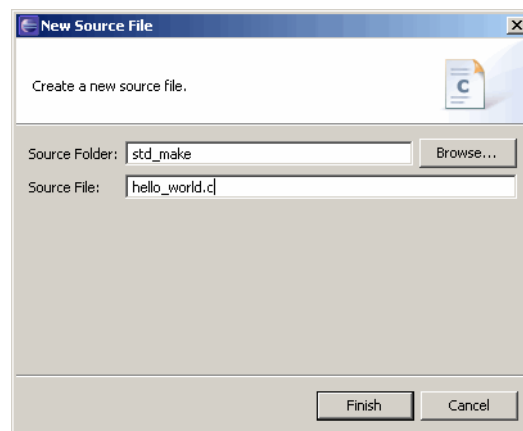 New Source File
Create a new source file.
C
Source Folder: std_make Browse...
Source File: hello_world.c
Finish Cancel